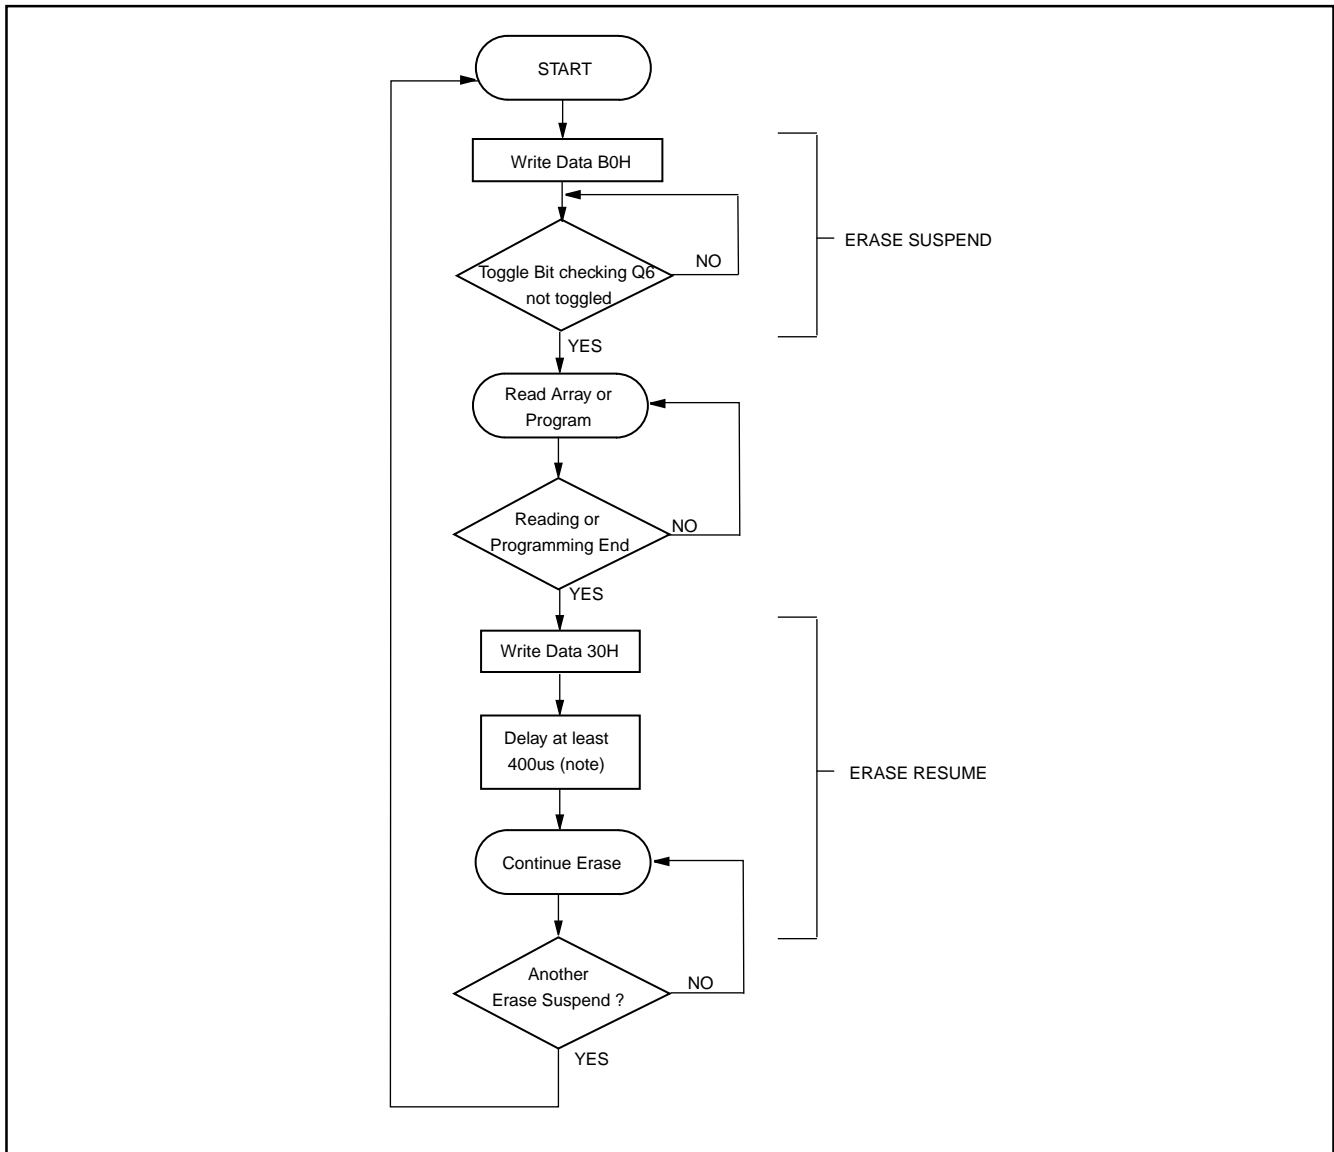 START
Write Data B0H
ERASE SUSPEND
NO
Toggle Bit checking Q6
not toggled
YES
Read Array or
Program
Reading or
NO
Programming End
YES
Write Data 30H
Delay at least
400us (note)
ERASE RESUME
Continue Erase
Another
NO
Erase Suspend ?
YES